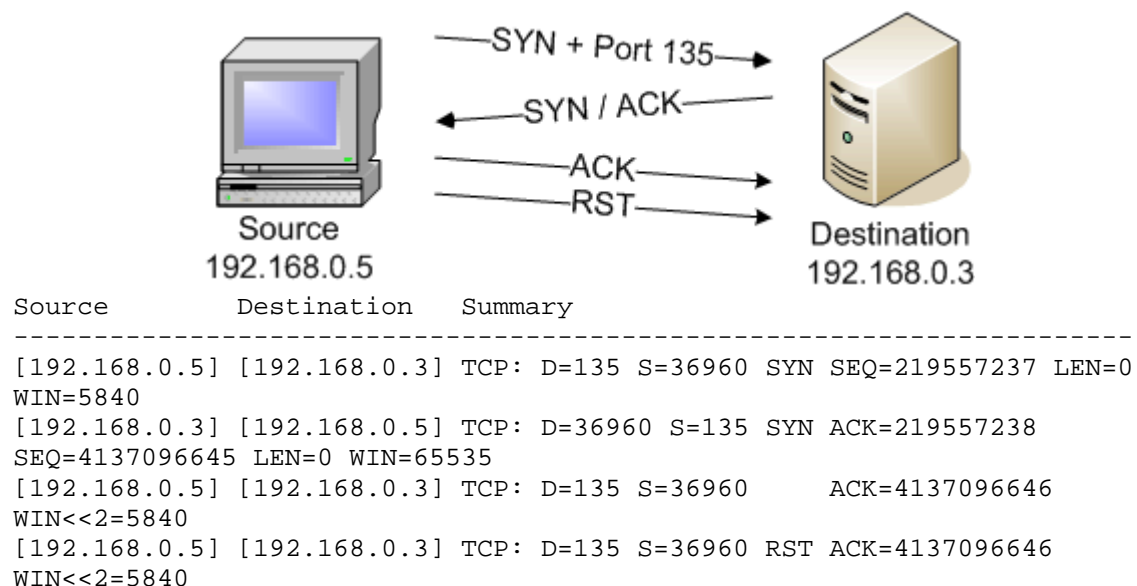 SYN + Port 135
SYN / ACK
ACK
RST
Source
192.168.0.5
Destination
192.168.0.3
Source Destination Summary
----------------------------------------------------------------------
[192.168.0.5] [192.168.0.3] TCP: D=135 S=36960 SYN SEQ=219557237 LEN=0
WIN=5840
[192.168.0.3] [192.168.0.5] TCP: D=36960 S=135 SYN ACK=219557238
SEQ=4137096645 LEN=0 WIN=65535
[192.168.0.5] [192.168.0.3] TCP: D=135 S=36960 ACK=4137096646
WIN<<2=5840
[192.168.0.5] [192.168.0.3] TCP: D=135 S=36960 RST ACK=4137096646
WIN<<2=5840